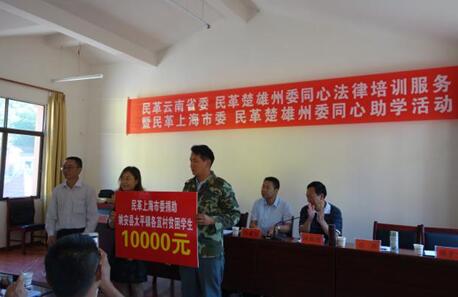 民革云南省委 民革楚雄州委同心法律培训服务
暨民革上海市委 民革楚雄州委同心助学活动
民革上海市委捐助
姚安县太平镇各苴村贫困学生
10000元